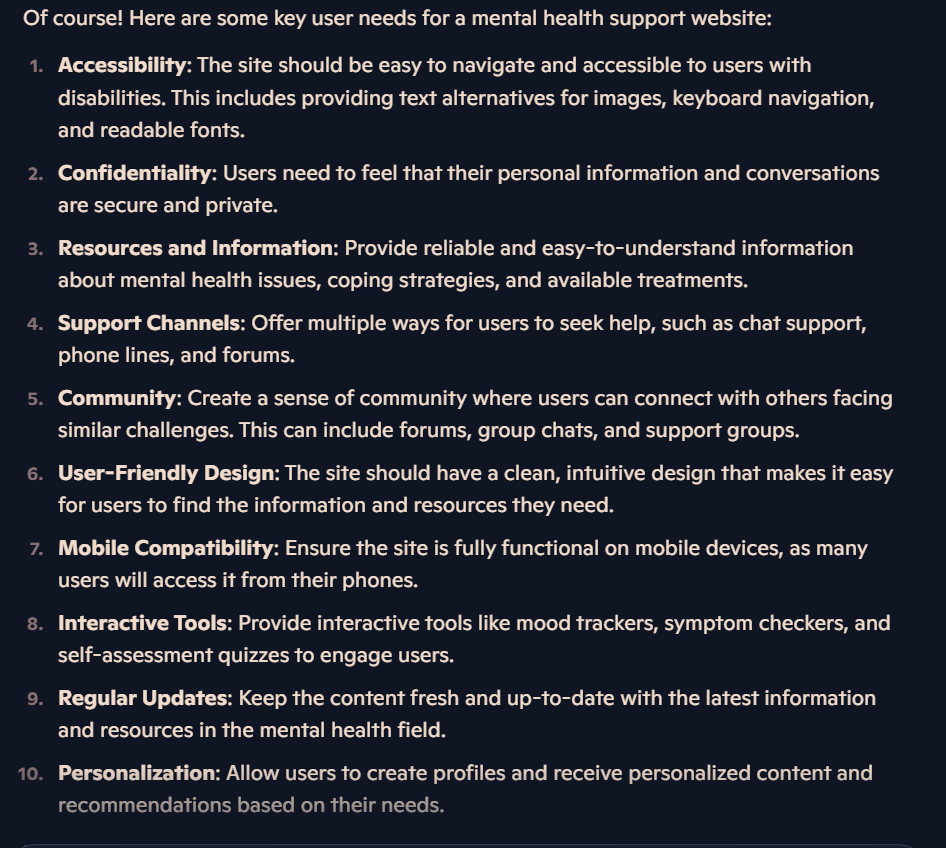 Of course! Here are some key user needs for a mental health support website:
1. Accessibility: The site should be easy to navigate and accessible to users with
disabilities. This includes providing text alternatives for images, keyboard navigation,
and readable fonts.
2. Confidentiality: Users need to feel that their personal information and conversations
are secure and private.
3. Resources and Information: Provide reliable and easy-to-understand information
about mental health issues, coping strategies, and available treatments.
4. Support Channels: Offer multiple ways for users to seek help, such as chat support,
phone lines, and forums.
5. Community: Create a sense of community where users can connect with others facing
similar challenges. This can include forums, group chats, and support groups.
6. User-Friendly Design: The site should have a clean, intuitive design that makes it easy
for users to find the information and resources they need.
7. Mobile Compatibility: Ensure the site is fully functional on mobile devices, as many
users will access it from their phones.
8. Interactive Tools: Provide interactive tools like mood trackers, symptom checkers, and
self-assessment quizzes to engage users.
9. Regular Updates: Keep the content fresh and up-to-date with the latest information
and resources in the mental health field.
10. Personalization: Allow users to create profiles and receive personalized content and
recommendations based on their needs.